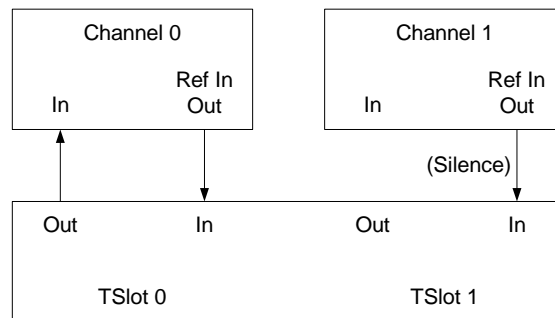 Channel 0 Channel 1
Ref In Ref In
In Out In Out
(Silence)
Out In Out In
TSlot 0 TSlot 1